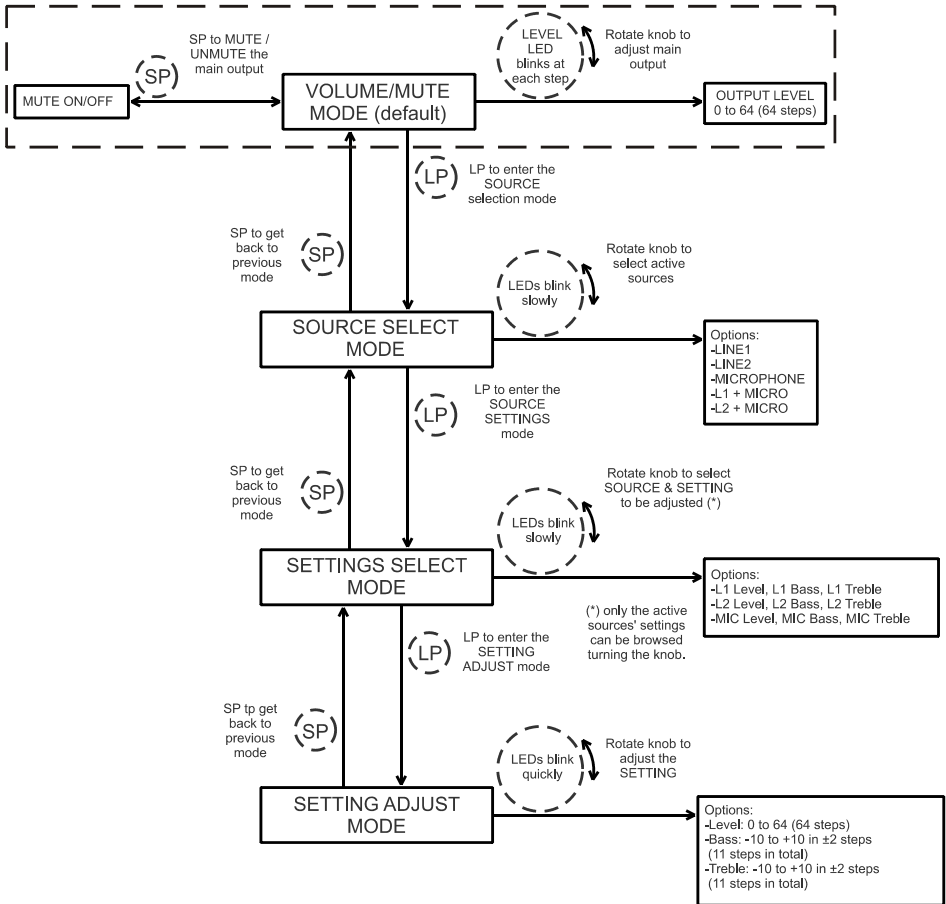 SP to MUTE /
UNMUTE the
main output
SP
MUTE ON/OFF
VOLUME/MUTE
MODE (default)
LEVEL
LED
blinks at
each step
Rotate knob to
adjust main
output
OUTPUT LEVEL
0 to 64 (64 steps)
LP
LP to enter the
SOURCE
selection mode
SP to get
back to
previous
mode
SP
LEDs blink
slowly
Rotate knob to
select active
sources
SOURCE SELECT
MODE
Options:
-LINE1
-LINE2
-MICROPHONE
-L1 + MICRO
-L2 + MICRO
LP
LP to enter the
SOURCE
SETTINGS
mode
SP to get
back to
previous
mode
SP
LEDs blink
slowly
Rotate knob to select
SOURCE & SETTING
to be adjusted (*)
SETTINGS SELECT
MODE
Options:
-L1 Level, L1 Bass, L1 Treble
-L2 Level, L2 Bass, L2 Treble
-MIC Level, MIC Bass, MIC Treble
(*) only the active
sources' settings
can be browsed
turning the knob.
LP
LP to enter the
SETTING
ADJUST mode
SP tp get
back to
previous
mode
SP
LEDs blink
quickly
Rotate knob to
adjust the
SETTING
SETTING ADJUST
MODE
Options:
-Level: 0 to 64 (64 steps)
-Bass: -10 to +10 in ±2 steps
(11 steps in total)
-Treble: -10 to +10 in ±2 steps
(11 steps in total)